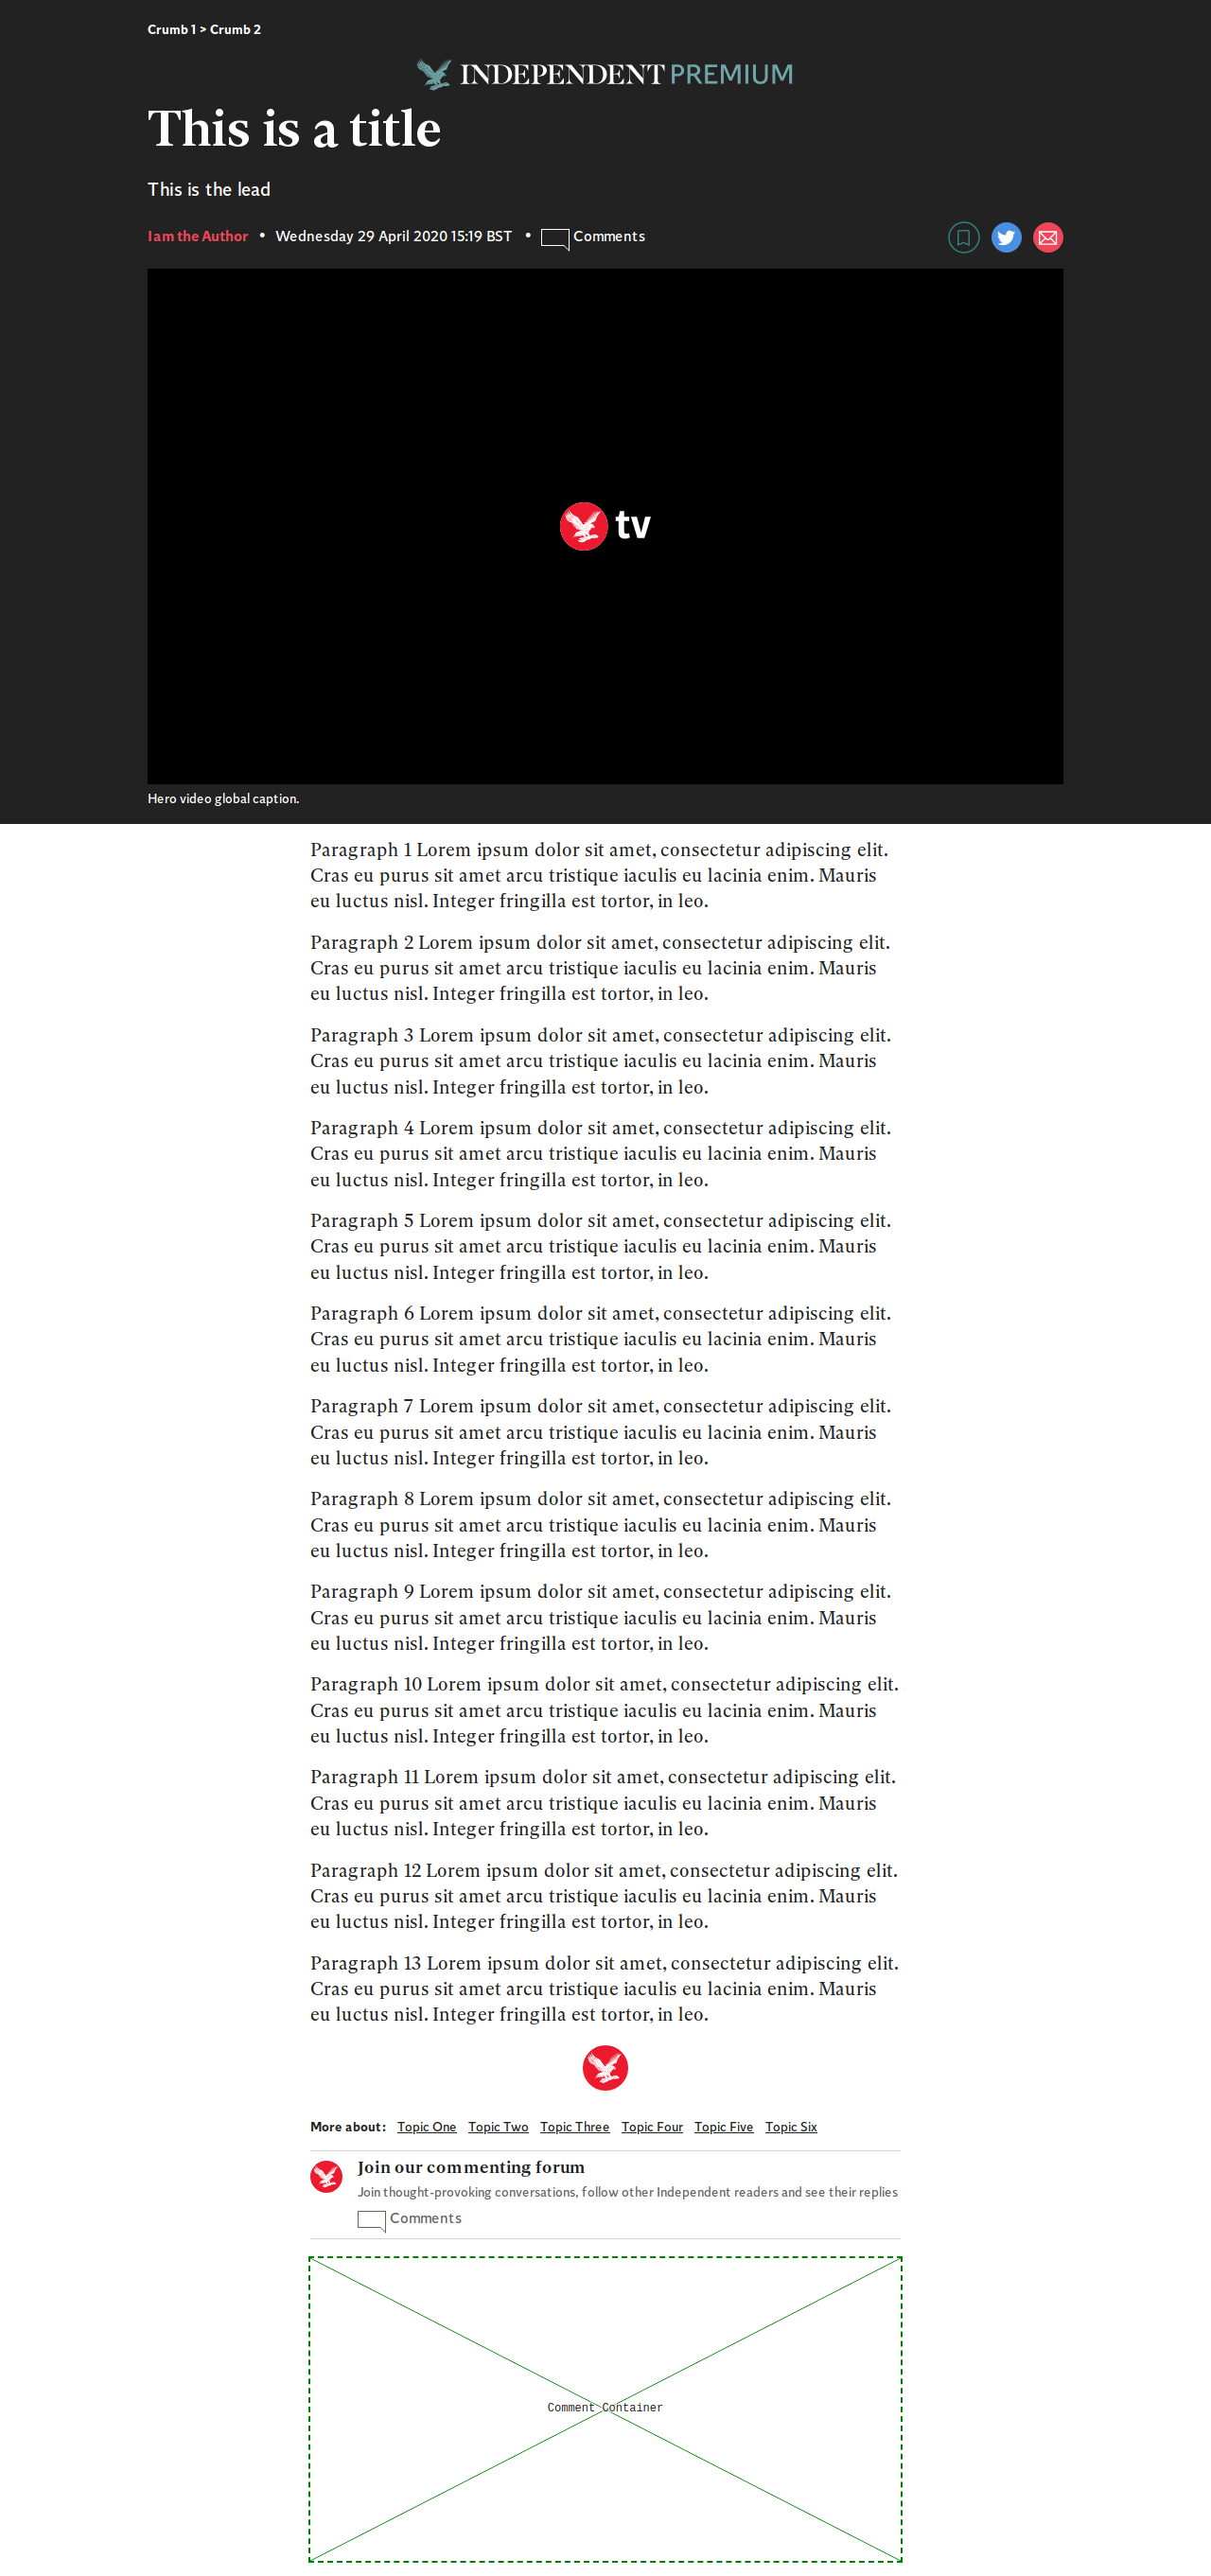 Crumb 1 > Crumb 2
INDEPENDENT PREMIUM
This is a title
This is the lead
I am the Author • Wednesday 29 April 2020 15:19 BST • Comments
tv
Hero video global caption.
Paragraph 1 Lorem ipsum dolor sit amet, consectetur adipiscing elit.
Cras eu purus sit amet arcu tristique iaculis eu lacinia enim. Mauris
eu luctus nisl. Integer fringilla est tortor, in leo.
Paragraph 2 Lorem ipsum dolor sit amet, consectetur adipiscing elit.
Cras eu purus sit amet arcu tristique iaculis eu lacinia enim. Mauris
eu luctus nisl. Integer fringilla est tortor, in leo.
Paragraph 3 Lorem ipsum dolor sit amet, consectetur adipiscing elit.
Cras eu purus sit amet arcu tristique iaculis eu lacinia enim. Mauris
eu luctus nisl. Integer fringilla est tortor, in leo.
Paragraph 4 Lorem ipsum dolor sit amet, consectetur adipiscing elit.
Cras eu purus sit amet arcu tristique iaculis eu lacinia enim. Mauris
eu luctus nisl. Integer fringilla est tortor, in leo.
Paragraph 5 Lorem ipsum dolor sit amet, consectetur adipiscing elit.
Cras eu purus sit amet arcu tristique iaculis eu lacinia enim. Mauris
eu luctus nisl. Integer fringilla est tortor, in leo.
Paragraph 6 Lorem ipsum dolor sit amet, consectetur adipiscing elit.
Cras eu purus sit amet arcu tristique iaculis eu lacinia enim. Mauris
eu luctus nisl. Integer fringilla est tortor, in leo.
Paragraph 7 Lorem ipsum dolor sit amet, consectetur adipiscing elit.
Cras eu purus sit amet arcu tristique iaculis eu lacinia enim. Mauris
eu luctus nisl. Integer fringilla est tortor, in leo.
Paragraph 8 Lorem ipsum dolor sit amet, consectetur adipiscing elit.
Cras eu purus sit amet arcu tristique iaculis eu lacinia enim. Mauris
eu luctus nisl. Integer fringilla est tortor, in leo.
Paragraph 9 Lorem ipsum dolor sit amet, consectetur adipiscing elit.
Cras eu purus sit amet arcu tristique iaculis eu lacinia enim. Mauris
eu luctus nisl. Integer fringilla est tortor, in leo.
Paragraph 10 Lorem ipsum dolor sit amet, consectetur adipiscing elit.
Cras eu purus sit amet arcu tristique iaculis eu lacinia enim. Mauris
eu luctus nisl. Integer fringilla est tortor, in leo.
Paragraph 11 Lorem ipsum dolor sit amet, consectetur adipiscing elit.
Cras eu purus sit amet arcu tristique iaculis eu lacinia enim. Mauris
eu luctus nisl. Integer fringilla est tortor, in leo.
Paragraph 12 Lorem ipsum dolor sit amet, consectetur adipiscing elit.
Cras eu purus sit amet arcu tristique iaculis eu lacinia enim. Mauris
eu luctus nisl. Integer fringilla est tortor, in leo.
Paragraph 13 Lorem ipsum dolor sit amet, consectetur adipiscing elit.
Cras eu purus sit amet arcu tristique iaculis eu lacinia enim. Mauris
eu luctus nisl. Integer fringilla est tortor, in leo.
More about: Topic One Topic Two Topic Three Topic Four Topic Five Topic Six
Join our commenting forum
Join thought-provoking conversations, follow other Independent readers and see their replies
Comments
Comment Container